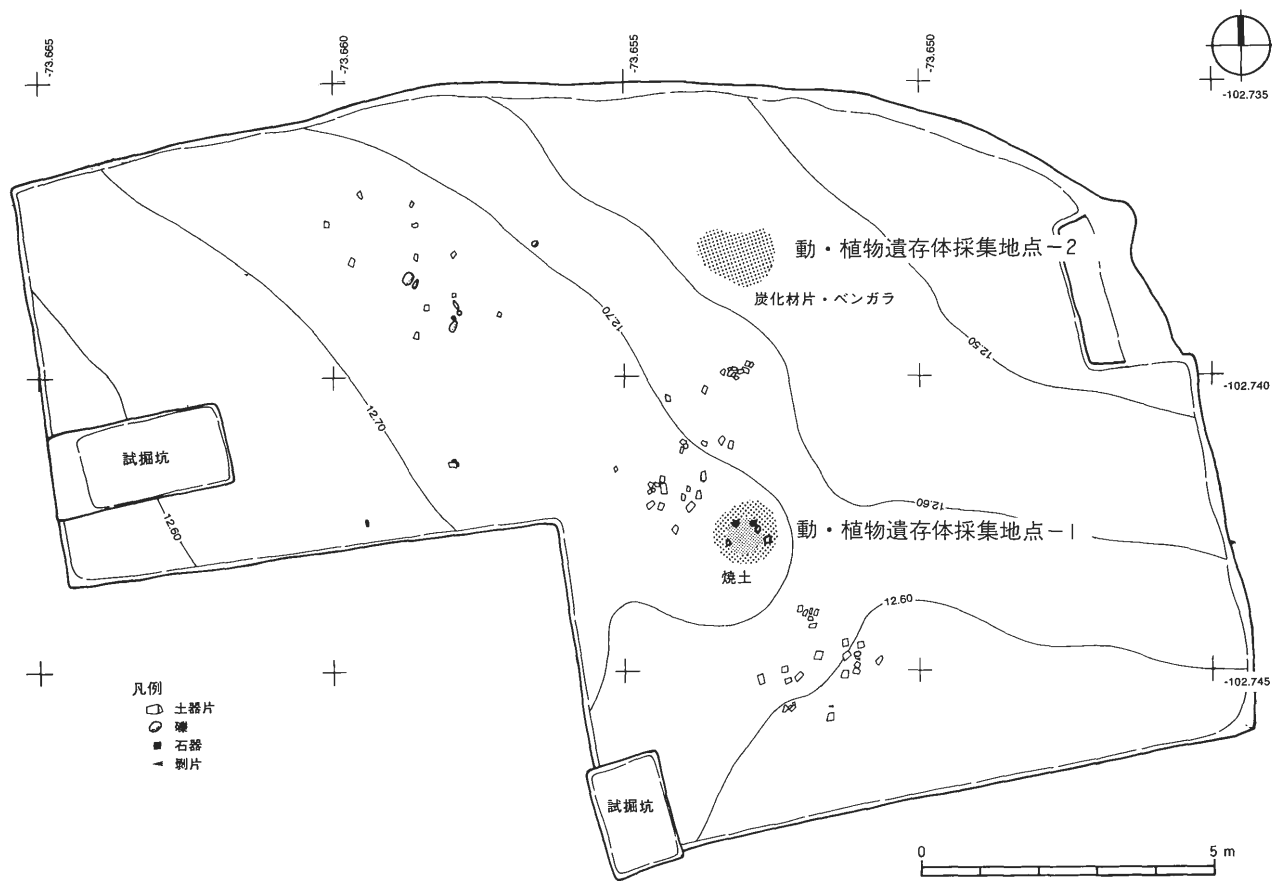 -73.665
-73.660
-73.655
-73.650
-102.735
動・植物遺存体採集地点－2
炭化材片・ベンガラ
12.70
12.50
-102.740
12.70
試掘坑
12.60
12.60
動・植物遺存体採集地点－1
焼土
12.60
-102.745
凡例
土器片
礫
石器
剝片
試掘坑
0 5 m